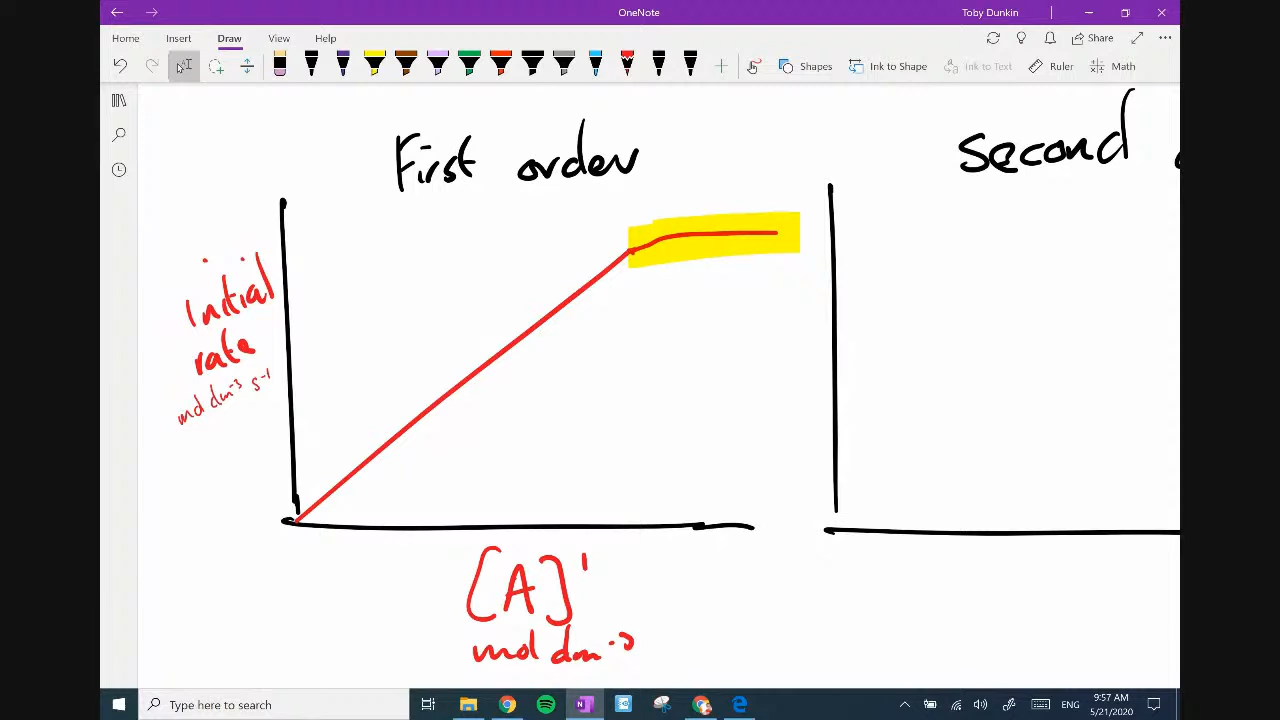 OneNote
Toby Dunkin
Home Insert Draw View Help
Share
Shapes Ink to Shape Ink to Text Ruler Math
First order
Second
Initial
rate
mol dm⁻³ s⁻¹
[A]¹
mol dm⁻³
Type here to search
ENG
9:57 AM
5/21/2020